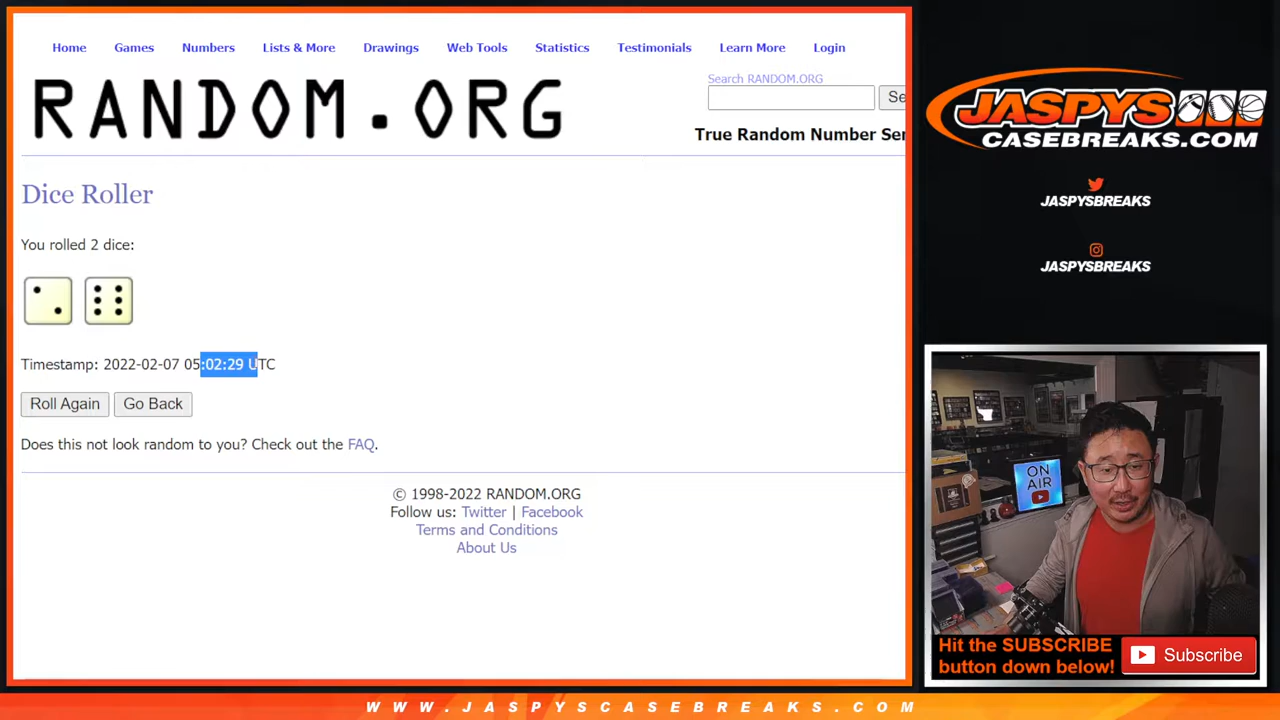 Home Games Numbers Lists & More Drawings Web Tools Statistics Testimonials Learn More Login
Search RANDOM.ORG
RANDOM.ORG
Se
True Random Number Ser
Dice Roller
You rolled 2 dice:
Timestamp: 2022-02-07 05:02:29 UTC
Roll Again Go Back
Does this not look random to you? Check out the FAQ.
© 1998-2022 RANDOM.ORG
Follow us: Twitter | Facebook
Terms and Conditions
About Us
JASPYS
CASEBREAKS.COM
JASPYSBREAKS
JASPYSBREAKS
ON
AIR
Hit the SUBSCRIBE
button down below!
Subscribe
WWW.JASPYSCASEBREAKS.COM